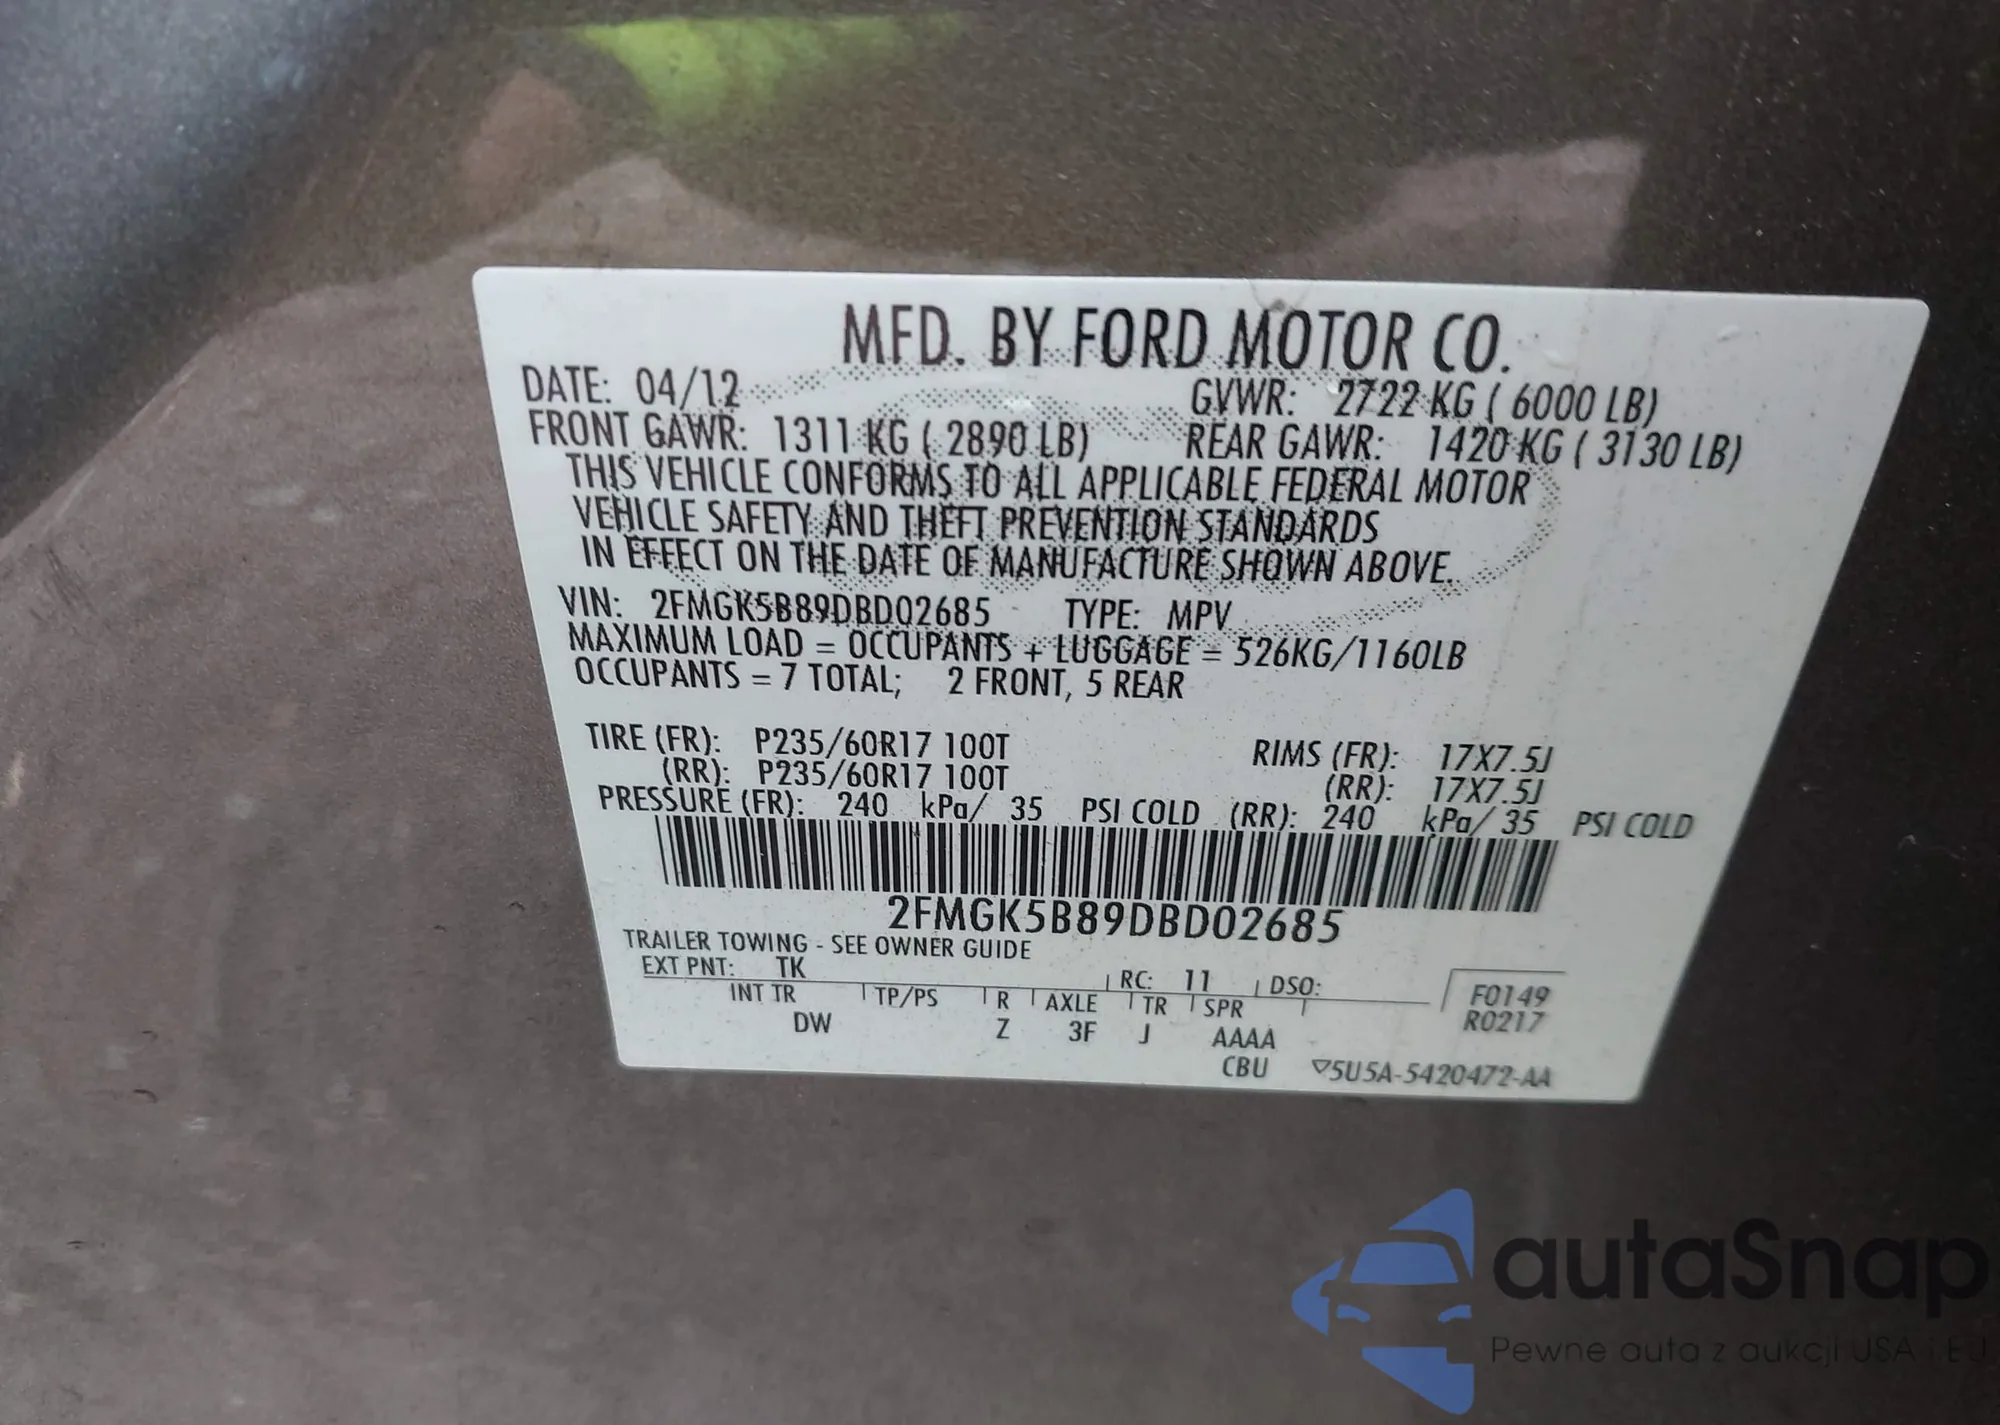 MFD. BY FORD MOTOR CO.
DATE: 04/12 GVWR: 2722 KG ( 6000 LB)
FRONT GAWR: 1311 KG ( 2890 LB) REAR GAWR: 1420 KG ( 3130 LB)
THIS VEHICLE CONFORMS TO ALL APPLICABLE FEDERAL MOTOR
VEHICLE SAFETY AND THEFT PREVENTION STANDARDS
IN EFFECT ON THE DATE OF MANUFACTURE SHOWN ABOVE.
VIN: 2FMGK5B89DBD02685 TYPE: MPV
MAXIMUM LOAD = OCCUPANTS + LUGGAGE = 526KG/1160LB
OCCUPANTS = 7 TOTAL; 2 FRONT, 5 REAR
TIRE (FR): P235/60R17 100T RIMS (FR): 17X7.5J
(RR): P235/60R17 100T (RR): 17X7.5J
PRESSURE (FR): 240 kPa/ 35 PSI COLD (RR): 240 kPa/ 35 PSI COLD
2FMGK5B89DBD02685
TRAILER TOWING - SEE OWNER GUIDE
EXT PNT: TK RC: 11 DSO: F0149
INT TR TP/PS R AXLE TR SPR R0217
DW Z 3F J AAAA
CBU ▽5U5A-5420472-AA
autaSnap
Pewne auta z aukcji USA i EU